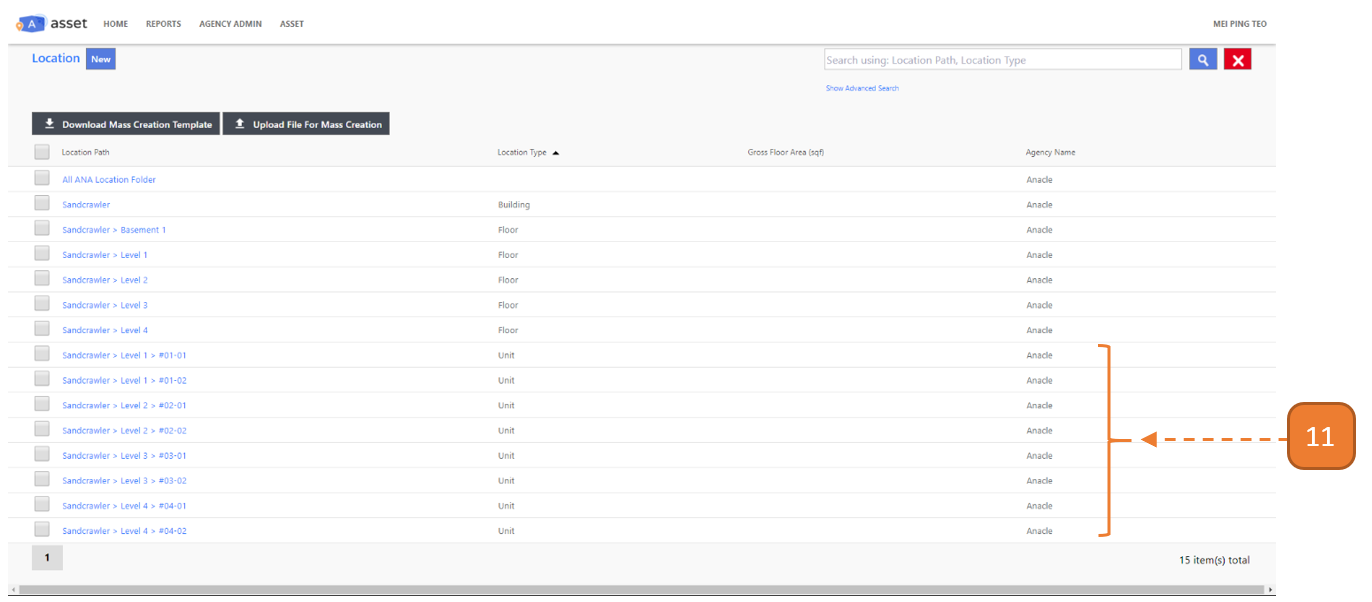 A asset HOME REPORTS AGENCY ADMIN ASSET MEI PING TEO
Location New Search using: Location Path, Location Type
Show Advanced Search
Download Mass Creation Template Upload File For Mass Creation
Location Path Location Type Gross Floor Area (sqf) Agency Name
All ANA Location Folder Anacle
Sandcrawler Building Anacle
Sandcrawler > Basement 1 Floor Anacle
Sandcrawler > Level 1 Floor Anacle
Sandcrawler > Level 2 Floor Anacle
Sandcrawler > Level 3 Floor Anacle
Sandcrawler > Level 4 Floor Anacle
Sandcrawler > Level 1 > #01-01 Unit Anacle
Sandcrawler > Level 1 > #01-02 Unit Anacle
Sandcrawler > Level 2 > #02-01 Unit Anacle
Sandcrawler > Level 2 > #02-02 Unit Anacle
11
Sandcrawler > Level 3 > #03-01 Unit Anacle
Sandcrawler > Level 3 > #03-02 Unit Anacle
Sandcrawler > Level 4 > #04-01 Unit Anacle
Sandcrawler > Level 4 > #04-02 Unit Anacle
1 15 item(s) total